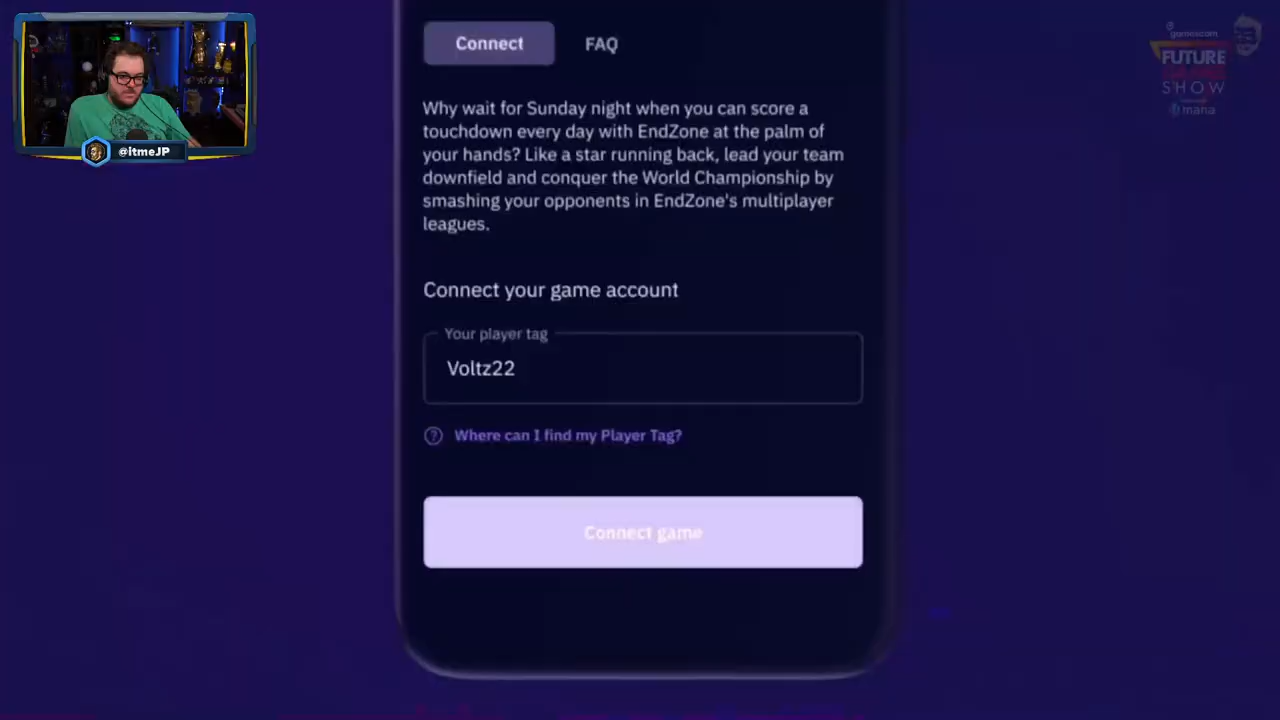 @itmeJP
Connect
FAQ
gamescom
FUTURE
SHOW
mana
Why wait for Sunday night when you can score a
touchdown every day with EndZone at the palm of
your hands? Like a star running back, lead your team
downfield and conquer the World Championship by
smashing your opponents in EndZone's multiplayer
leagues.
Connect your game account
Your player tag
Voltz22
? Where can I find my Player Tag?
Connect game